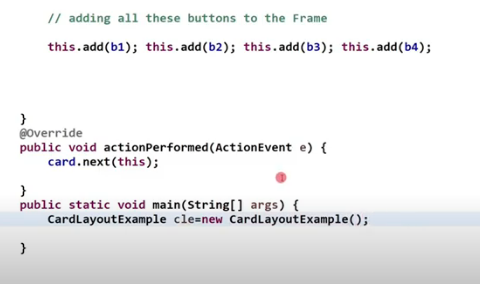 // adding all these buttons to the Frame
this.add(b1); this.add(b2); this.add(b3); this.add(b4);
}
@Override
public void actionPerformed(ActionEvent e) {
card.next(this);
}
public static void main(String[] args) {
CardLayoutExample cle=new CardLayoutExample();
}